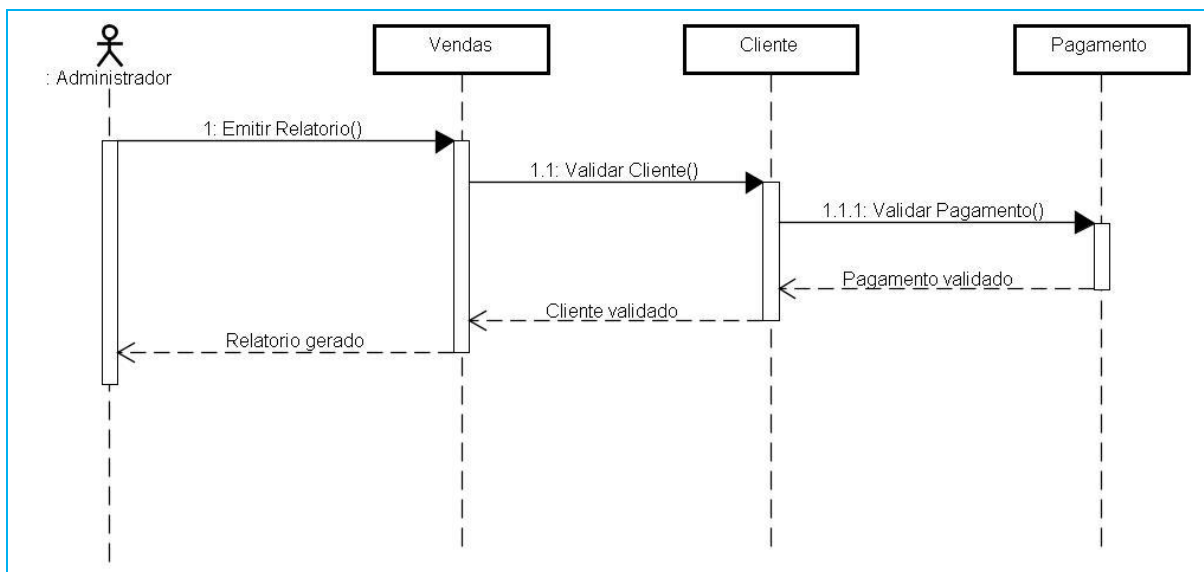 : Administrador
Vendas
Cliente
Pagamento
1: Emitir Relatorio()
1.1: Validar Cliente()
1.1.1: Validar Pagamento()
Pagamento validado
Cliente validado
Relatorio gerado